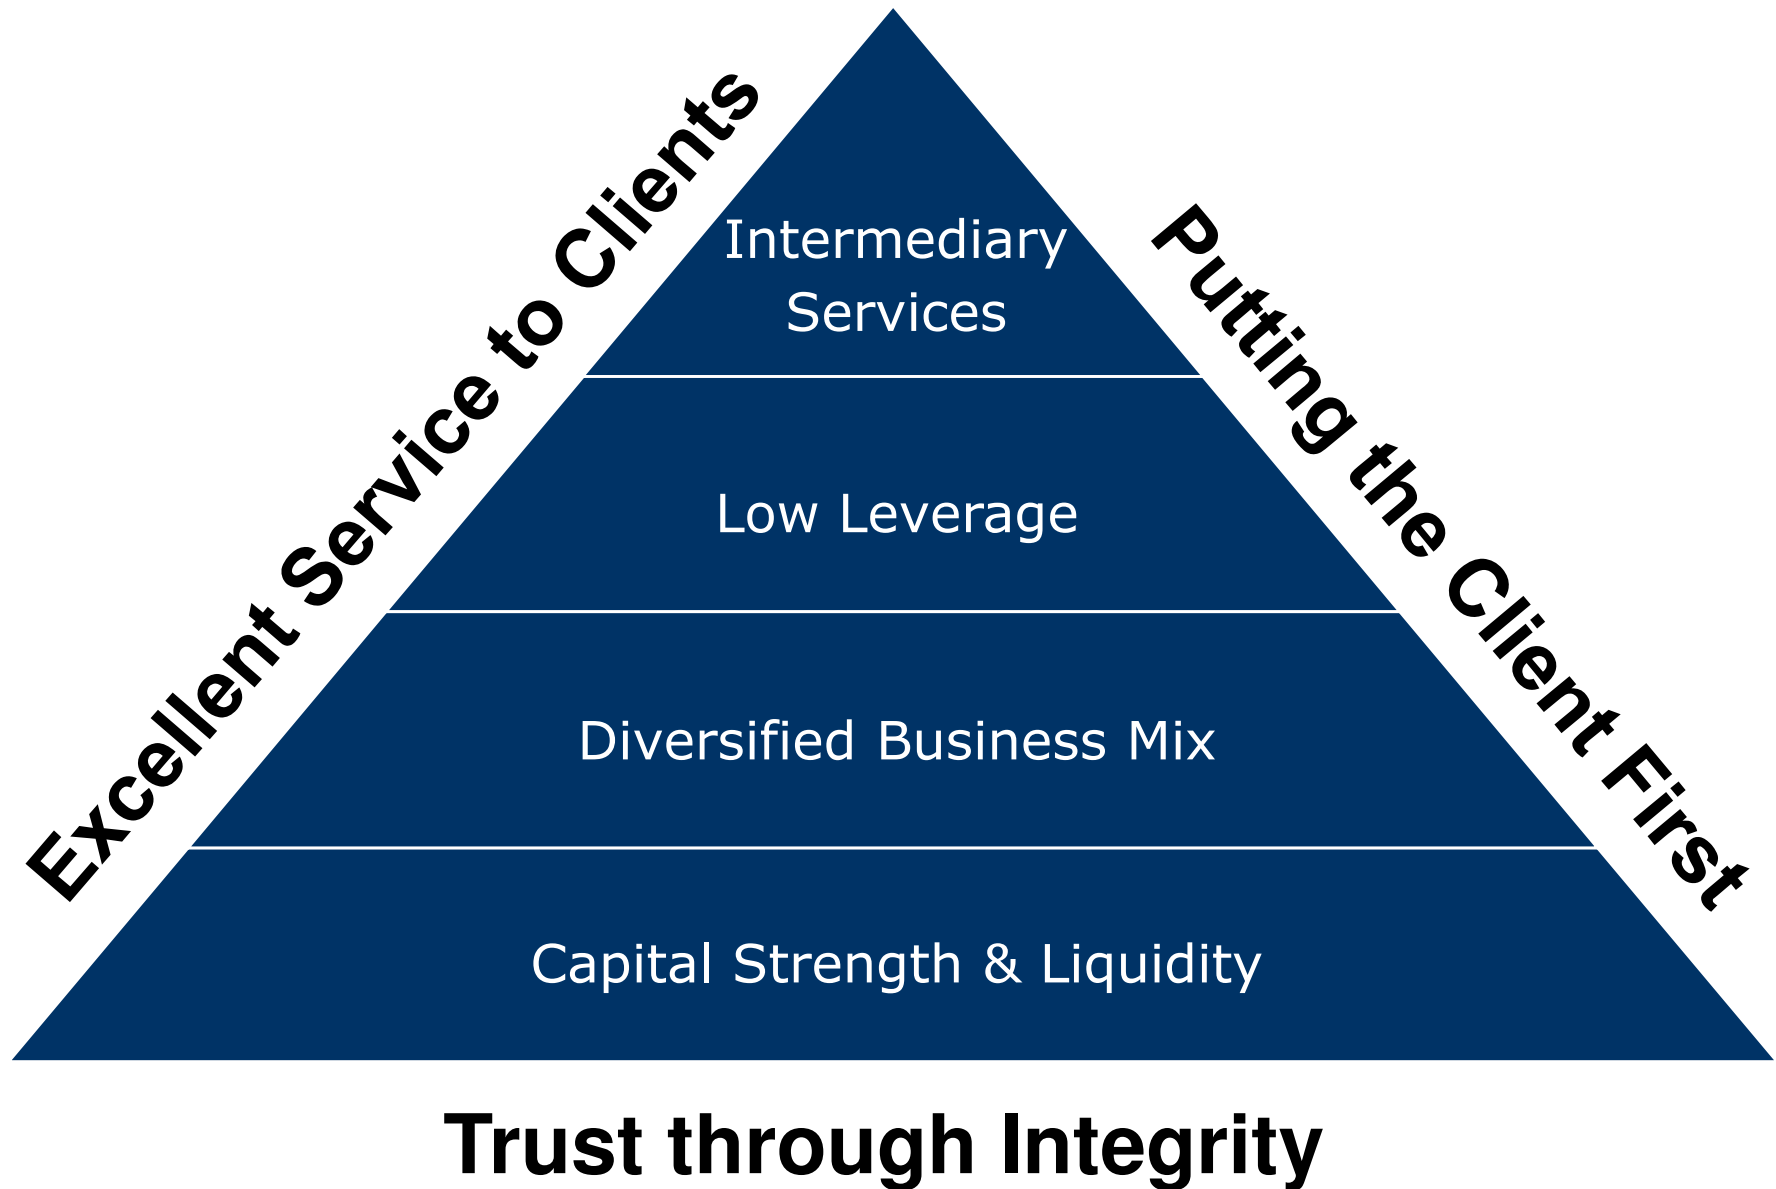 Excellent Service to Clients
Putting the Client First
Intermediary
Services
Low Leverage
Diversified Business Mix
Capital Strength & Liquidity
Trust through Integrity